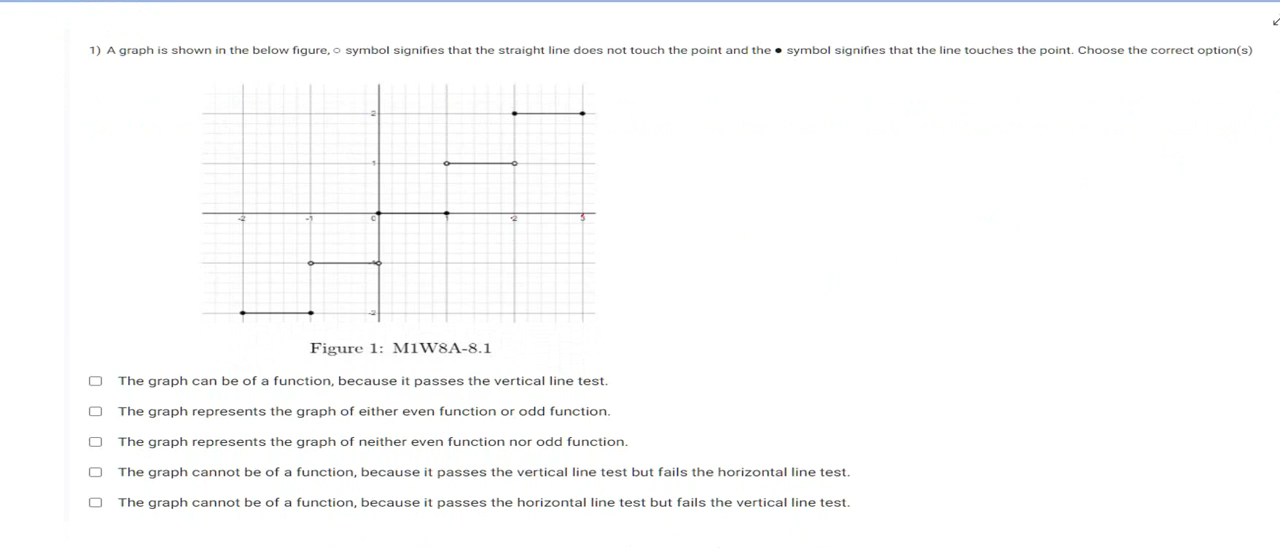 1) A graph is shown in the below figure, ○ symbol signifies that the straight line does not touch the point and the ● symbol signifies that the line touches the point. Choose the correct option(s)
2
1
-2 -1 0 1 2 3
-1
-2
Figure 1: M1W8A-8.1
The graph can be of a function, because it passes the vertical line test.
The graph represents the graph of either even function or odd function.
The graph represents the graph of neither even function nor odd function.
The graph cannot be of a function, because it passes the vertical line test but fails the horizontal line test.
The graph cannot be of a function, because it passes the horizontal line test but fails the vertical line test.